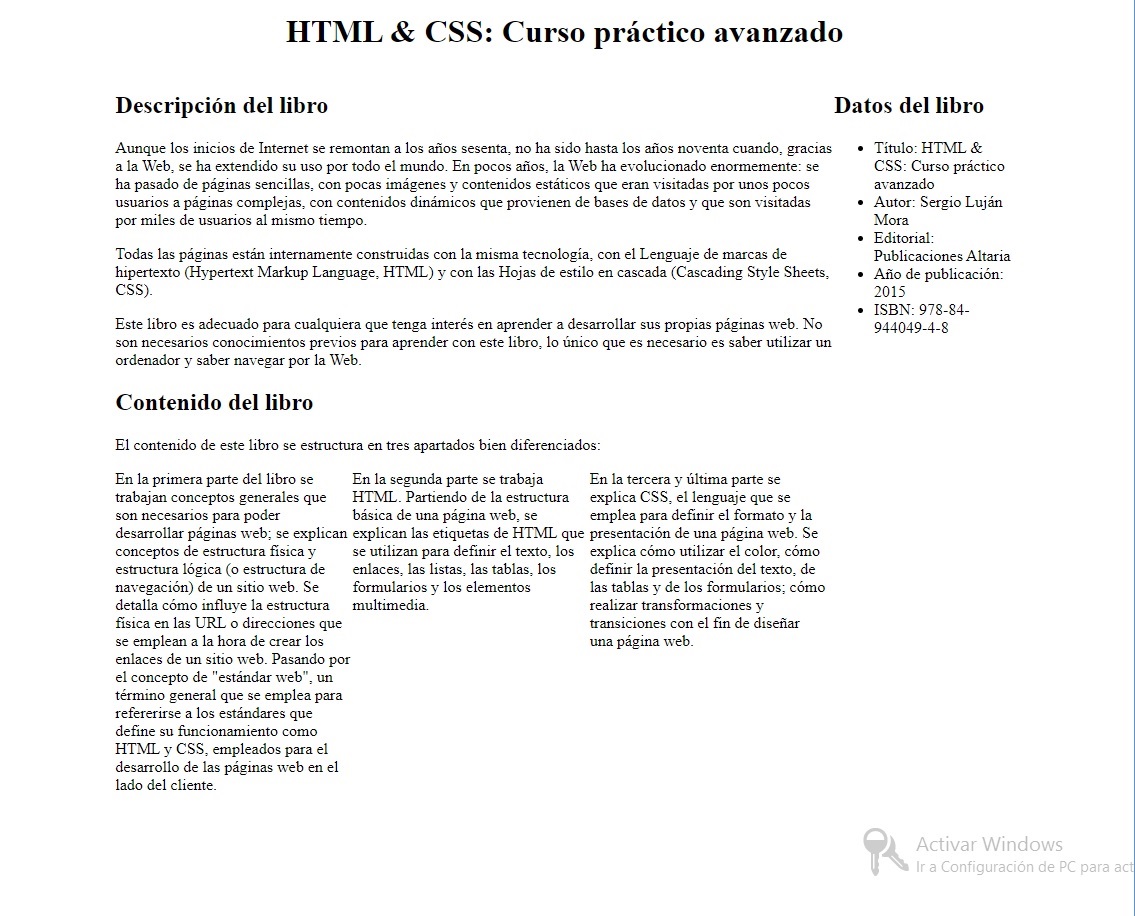 HTML & CSS: Curso práctico avanzado
Descripción del libro
Aunque los inicios de Internet se remontan a los años sesenta, no ha sido hasta los años noventa cuando, gracias
a la Web, se ha extendido su uso por todo el mundo. En pocos años, la Web ha evolucionado enormemente: se
ha pasado de páginas sencillas, con pocas imágenes y contenidos estáticos que eran visitadas por unos pocos
usuarios a páginas complejas, con contenidos dinámicos que provienen de bases de datos y que son visitadas
por miles de usuarios al mismo tiempo.
Todas las páginas están internamente construidas con la misma tecnología, con el Lenguaje de marcas de
hipertexto (Hypertext Markup Language, HTML) y con las Hojas de estilo en cascada (Cascading Style Sheets,
CSS).
Este libro es adecuado para cualquiera que tenga interés en aprender a desarrollar sus propias páginas web. No
son necesarios conocimientos previos para aprender con este libro, lo único que es necesario es saber utilizar un
ordenador y saber navegar por la Web.
Contenido del libro
El contenido de este libro se estructura en tres apartados bien diferenciados:
En la primera parte del libro se
trabajan conceptos generales que
son necesarios para poder
desarrollar páginas web; se explican
conceptos de estructura física y
estructura lógica (o estructura de
navegación) de un sitio web. Se
detalla cómo influye la estructura
física en las URL o direcciones que
se emplean a la hora de crear los
enlaces de un sitio web. Pasando por
el concepto de "estándar web", un
término general que se emplea para
refererirse a los estándares que
define su funcionamiento como
HTML y CSS, empleados para el
desarrollo de las páginas web en el
lado del cliente.
En la segunda parte se trabaja
HTML. Partiendo de la estructura
básica de una página web, se
explican las etiquetas de HTML que
se utilizan para definir el texto, los
enlaces, las listas, las tablas, los
formularios y los elementos
multimedia.
En la tercera y última parte se
explica CSS, el lenguaje que se
emplea para definir el formato y la
presentación de una página web. Se
explica cómo utilizar el color, cómo
definir la presentación del texto, de
las tablas y de los formularios; cómo
realizar transformaciones y
transiciones con el fin de diseñar
una página web.
Datos del libro
• Título: HTML &
CSS: Curso práctico
avanzado
• Autor: Sergio Luján
Mora
• Editorial:
Publicaciones Altaria
• Año de publicación:
2015
• ISBN: 978-84-
944049-4-8
Activar Windows
Ir a Configuración de PC para act